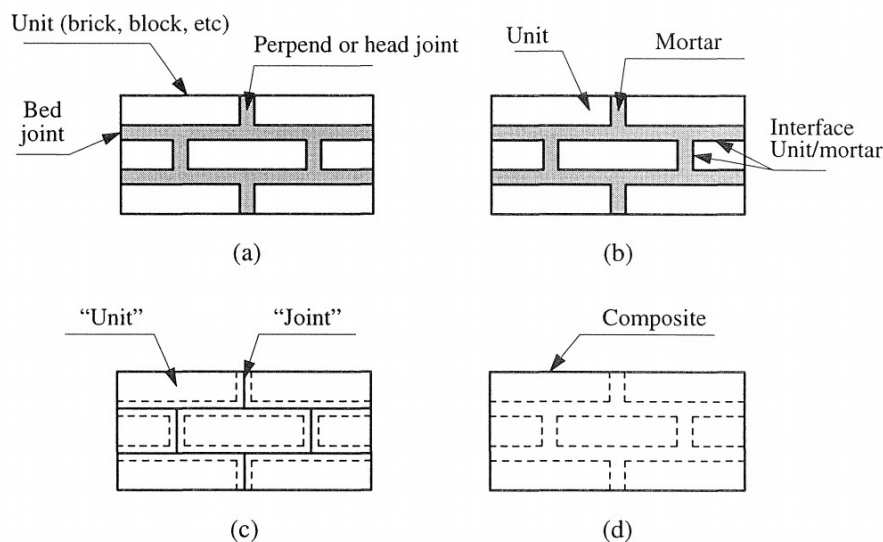 Unit (brick, block, etc)
Perpend or head joint
Bed
joint
(a)
Unit
Mortar
Interface
Unit/mortar
(b)
“Unit”
“Joint”
(c)
Composite
(d)